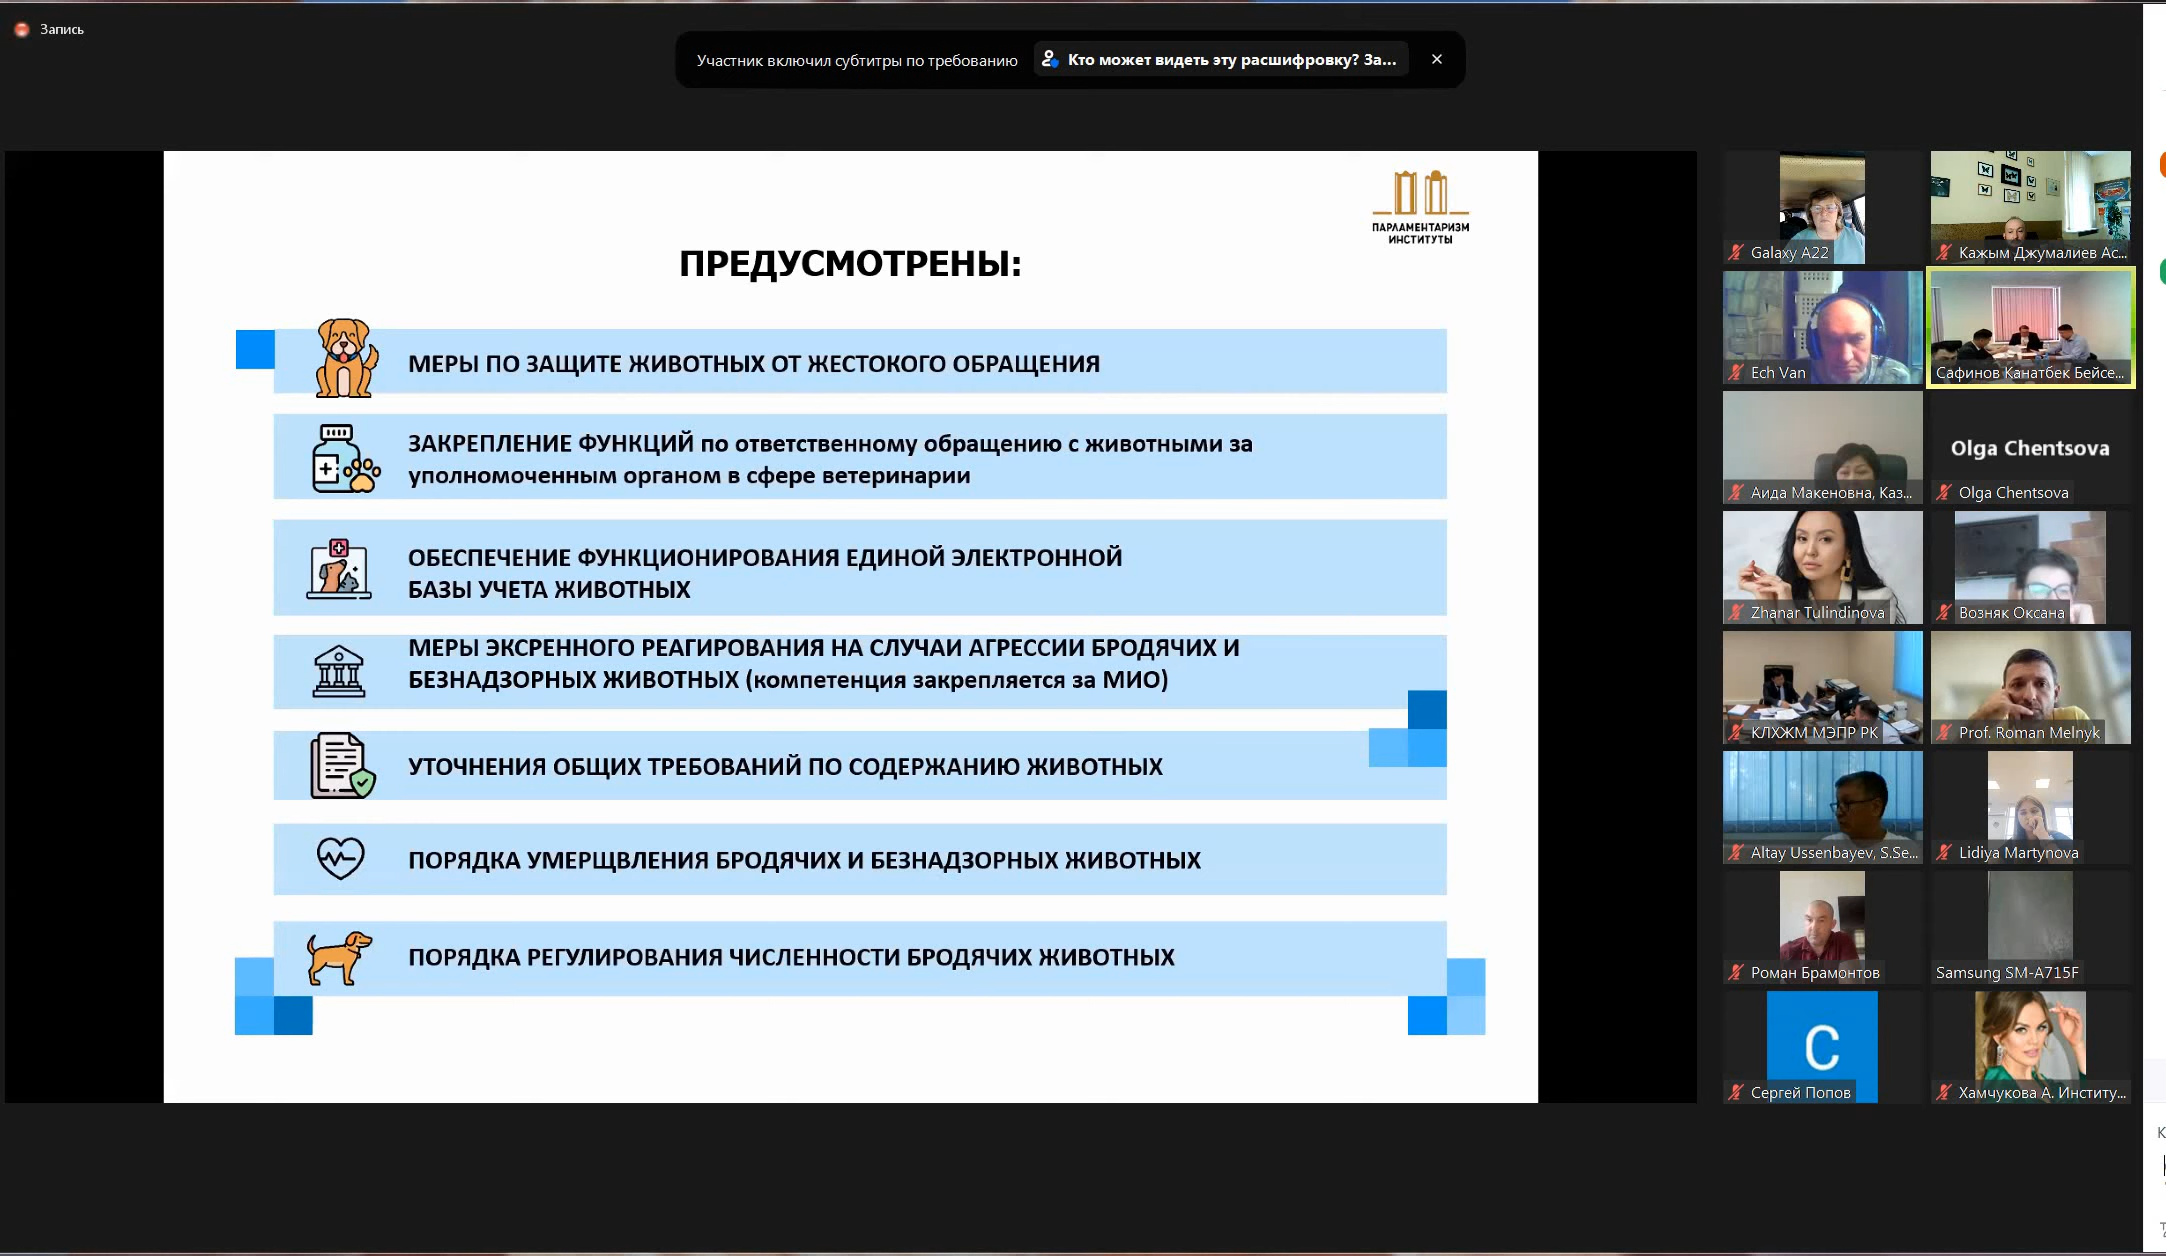 Запись
Участник включил субтитры по требованию
Кто может видеть эту расшифровку? За...
ПАРЛАМЕНТАРИЗМ
ИНСТИТУТЫ
ПРЕДУСМОТРЕНЫ:
МЕРЫ ПО ЗАЩИТЕ ЖИВОТНЫХ ОТ ЖЕСТОКОГО ОБРАЩЕНИЯ
ЗАКРЕПЛЕНИЕ ФУНКЦИЙ по ответственному обращению с животными за
уполномоченным органом в сфере ветеринарии
ОБЕСПЕЧЕНИЕ ФУНКЦИОНИРОВАНИЯ ЕДИНОЙ ЭЛЕКТРОННОЙ
БАЗЫ УЧЕТА ЖИВОТНЫХ
МЕРЫ ЭКСРЕННОГО РЕАГИРОВАНИЯ НА СЛУЧАИ АГРЕССИИ БРОДЯЧИХ И
БЕЗНАДЗОРНЫХ ЖИВОТНЫХ (компетенция закрепляется за МИО)
УТОЧНЕНИЯ ОБЩИХ ТРЕБОВАНИЙ ПО СОДЕРЖАНИЮ ЖИВОТНЫХ
ПОРЯДКА УМЕРЩВЛЕНИЯ БРОДЯЧИХ И БЕЗНАДЗОРНЫХ ЖИВОТНЫХ
ПОРЯДКА РЕГУЛИРОВАНИЯ ЧИСЛЕННОСТИ БРОДЯЧИХ ЖИВОТНЫХ
Galaxy A22
Кажым Джумалиев Ас...
Ech Van
Сафинов Канатбек Бейсе...
Аида Макеновна, Каз...
Olga Chentsova
Olga Chentsova
Zhanar Tulindinova
Возняк Оксана
КЛХЖМ МЭПР РК
Prof. Roman Melnyk
Altay Ussenbayev, S.Se...
Lidiya Martynova
Роман Брамонтов
Samsung SM-A715F
С
Сергей Попов
Хамчукова А. Институ...